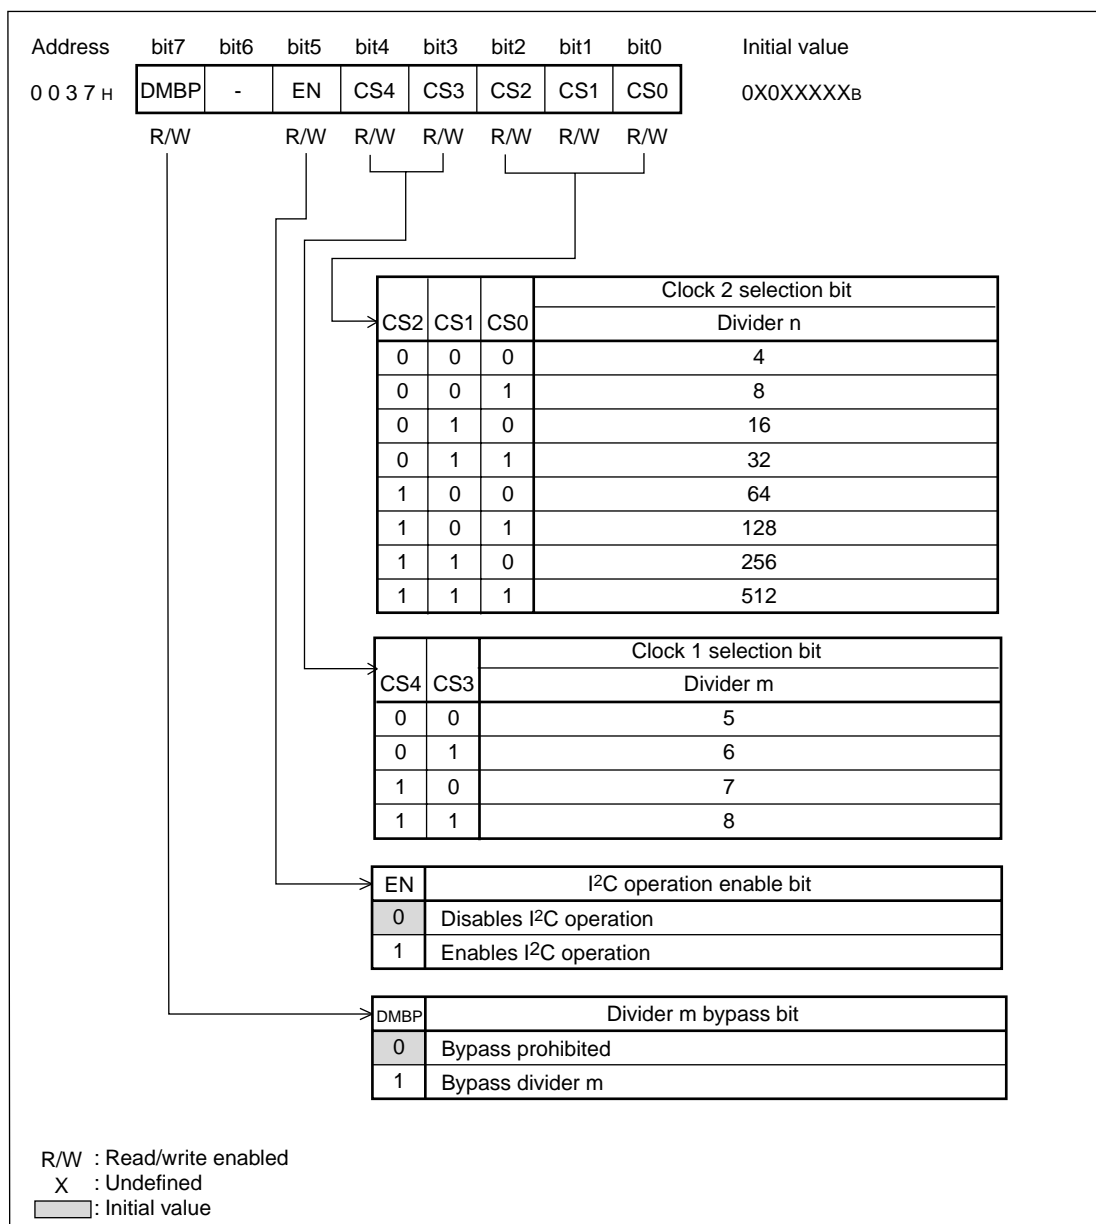 Address bit7 bit6 bit5 bit4 bit3 bit2 bit1 bit0 Initial value
0 0 3 7 H DMBP - EN CS4 CS3 CS2 CS1 CS0 0X0XXXXXB
R/W R/W R/W R/W R/W R/W R/W
Clock 2 selection bit
CS2 CS1 CS0 Divider n
0 0 0 4
0 0 1 8
0 1 0 16
0 1 1 32
1 0 0 64
1 0 1 128
1 1 0 256
1 1 1 512
Clock 1 selection bit
CS4 CS3 Divider m
0 0 5
0 1 6
1 0 7
1 1 8
EN I2C operation enable bit
0 Disables I2C operation
1 Enables I2C operation
DMBP Divider m bypass bit
0 Bypass prohibited
1 Bypass divider m
R/W : Read/write enabled
X : Undefined
: Initial value